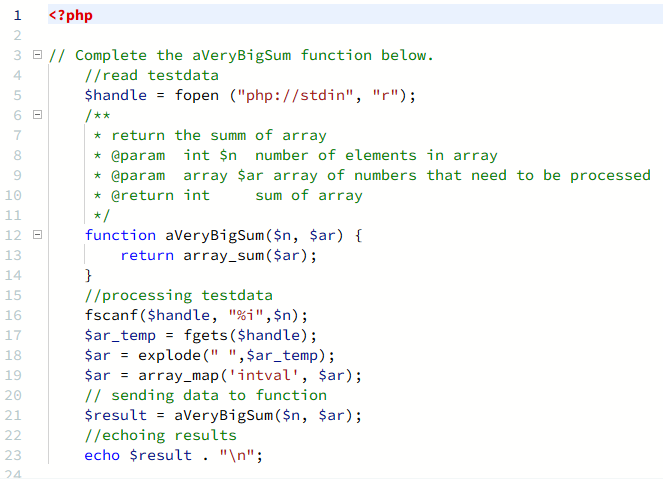 1 <?php
2
3 // Complete the aVeryBigSum function below.
4 //read testdata
5 $handle = fopen ("php://stdin", "r");
6 /**
7 * return the summ of array
8 * @param  int $n  number of elements in array
9 * @param  array $ar array of numbers that need to be processed
10 * @return int     sum of array
11 */
12 function aVeryBigSum($n, $ar) {
13 return array_sum($ar);
14 }
15 //processing testdata
16 fscanf($handle, "%i",$n);
17 $ar_temp = fgets($handle);
18 $ar = explode(" ",$ar_temp);
19 $ar = array_map('intval', $ar);
20 // sending data to function
21 $result = aVeryBigSum($n, $ar);
22 //echoing results
23 echo $result . "\n";
24